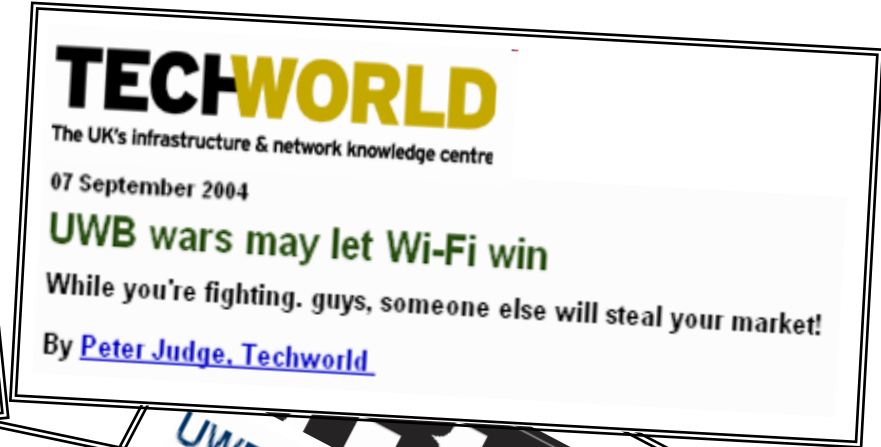 TECHWORLD
The UK's infrastructure & network knowledge centre
07 September 2004
UWB wars may let Wi-Fi win
While you're fighting. guys, someone else will steal your market!
By Peter Judge, Techworld
UWB